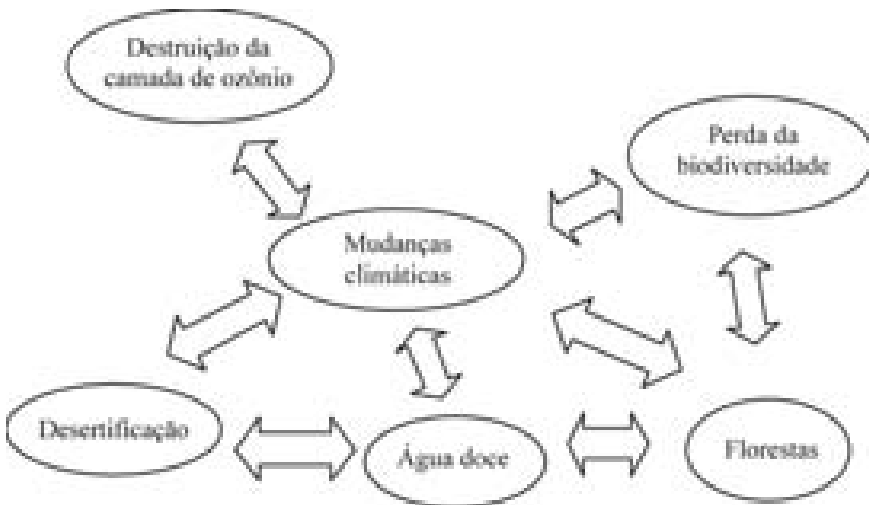 Destruição da
camada de ozônio
Perda da
biodiversidade
Mudanças
climáticas
Desertificação
Água doce
Florestas